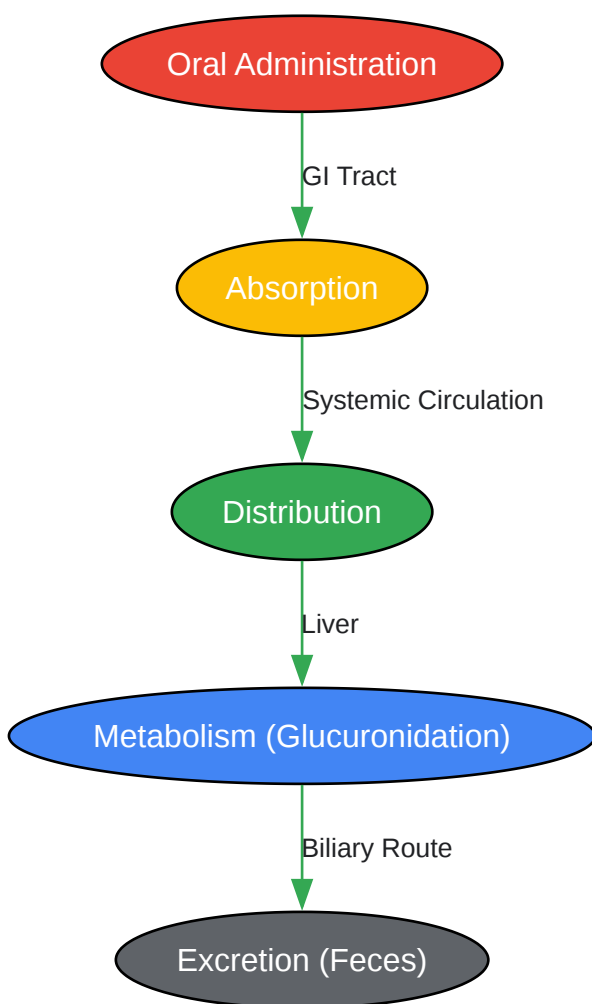 Oral Administration
GI Tract
Absorption
Systemic Circulation
Distribution
Liver
Metabolism (Glucuronidation)
Biliary Route
Excretion (Feces)